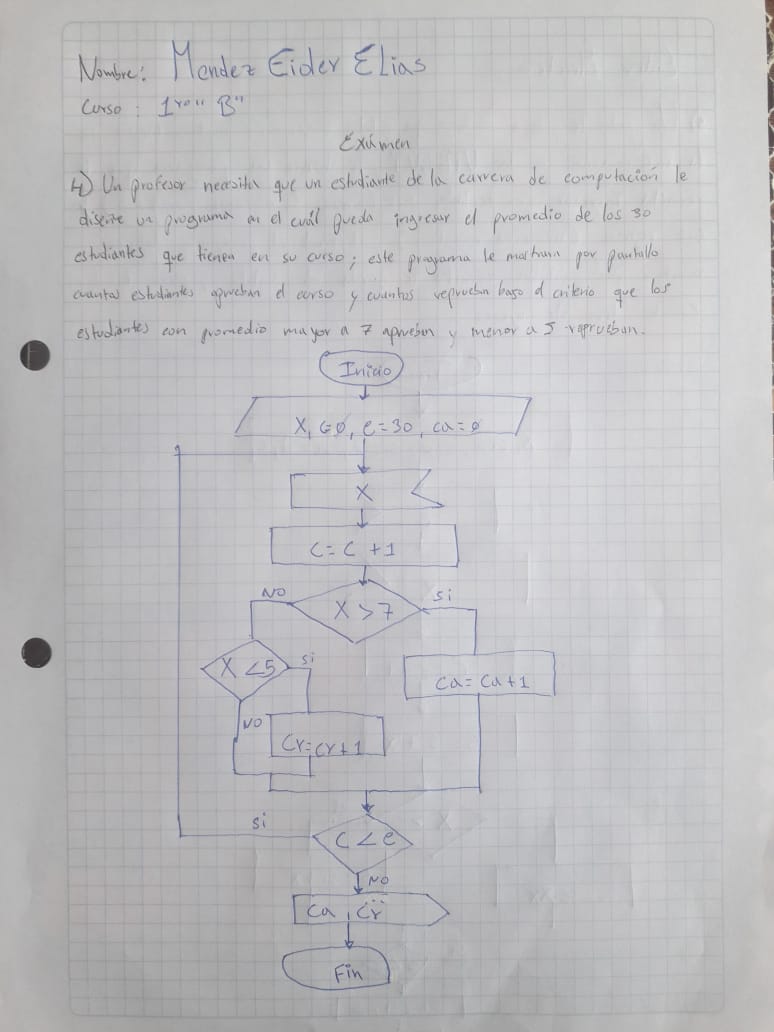 Nombre: Mendez Eider Elias
Curso : 1ro "B"
Exámen
4) Un profesor necesita que un estudiante de la carrera de computación le
diseñe un programa en el cuál pueda ingresar el promedio de los 30
estudiantes que tienen en su curso; este programa le mostrara por pantalla
cuantos estudiantes aprueban el curso y cuantos reprueban bajo el criterio que los
estudiantes con promedio mayor a 7 aprueban y menor a 5 reprueban.
Inicio
X, C=0, e=30, ca=0
X
C= C +1
NO
X > 7
si
X <5
si
Ca= Ca+1
NO
Cr=cr+1
si
C < e
NO
Ca, Cr
Fin